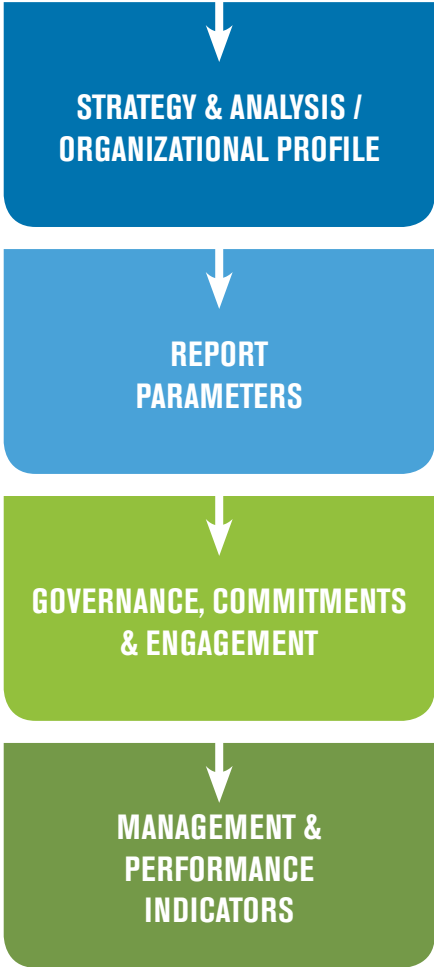 STRATEGY & ANALYSIS /
ORGANIZATIONAL PROFILE
REPORT
PARAMETERS
GOVERNANCE, COMMITMENTS
& ENGAGEMENT
MANAGEMENT &
PERFORMANCE
INDICATORS